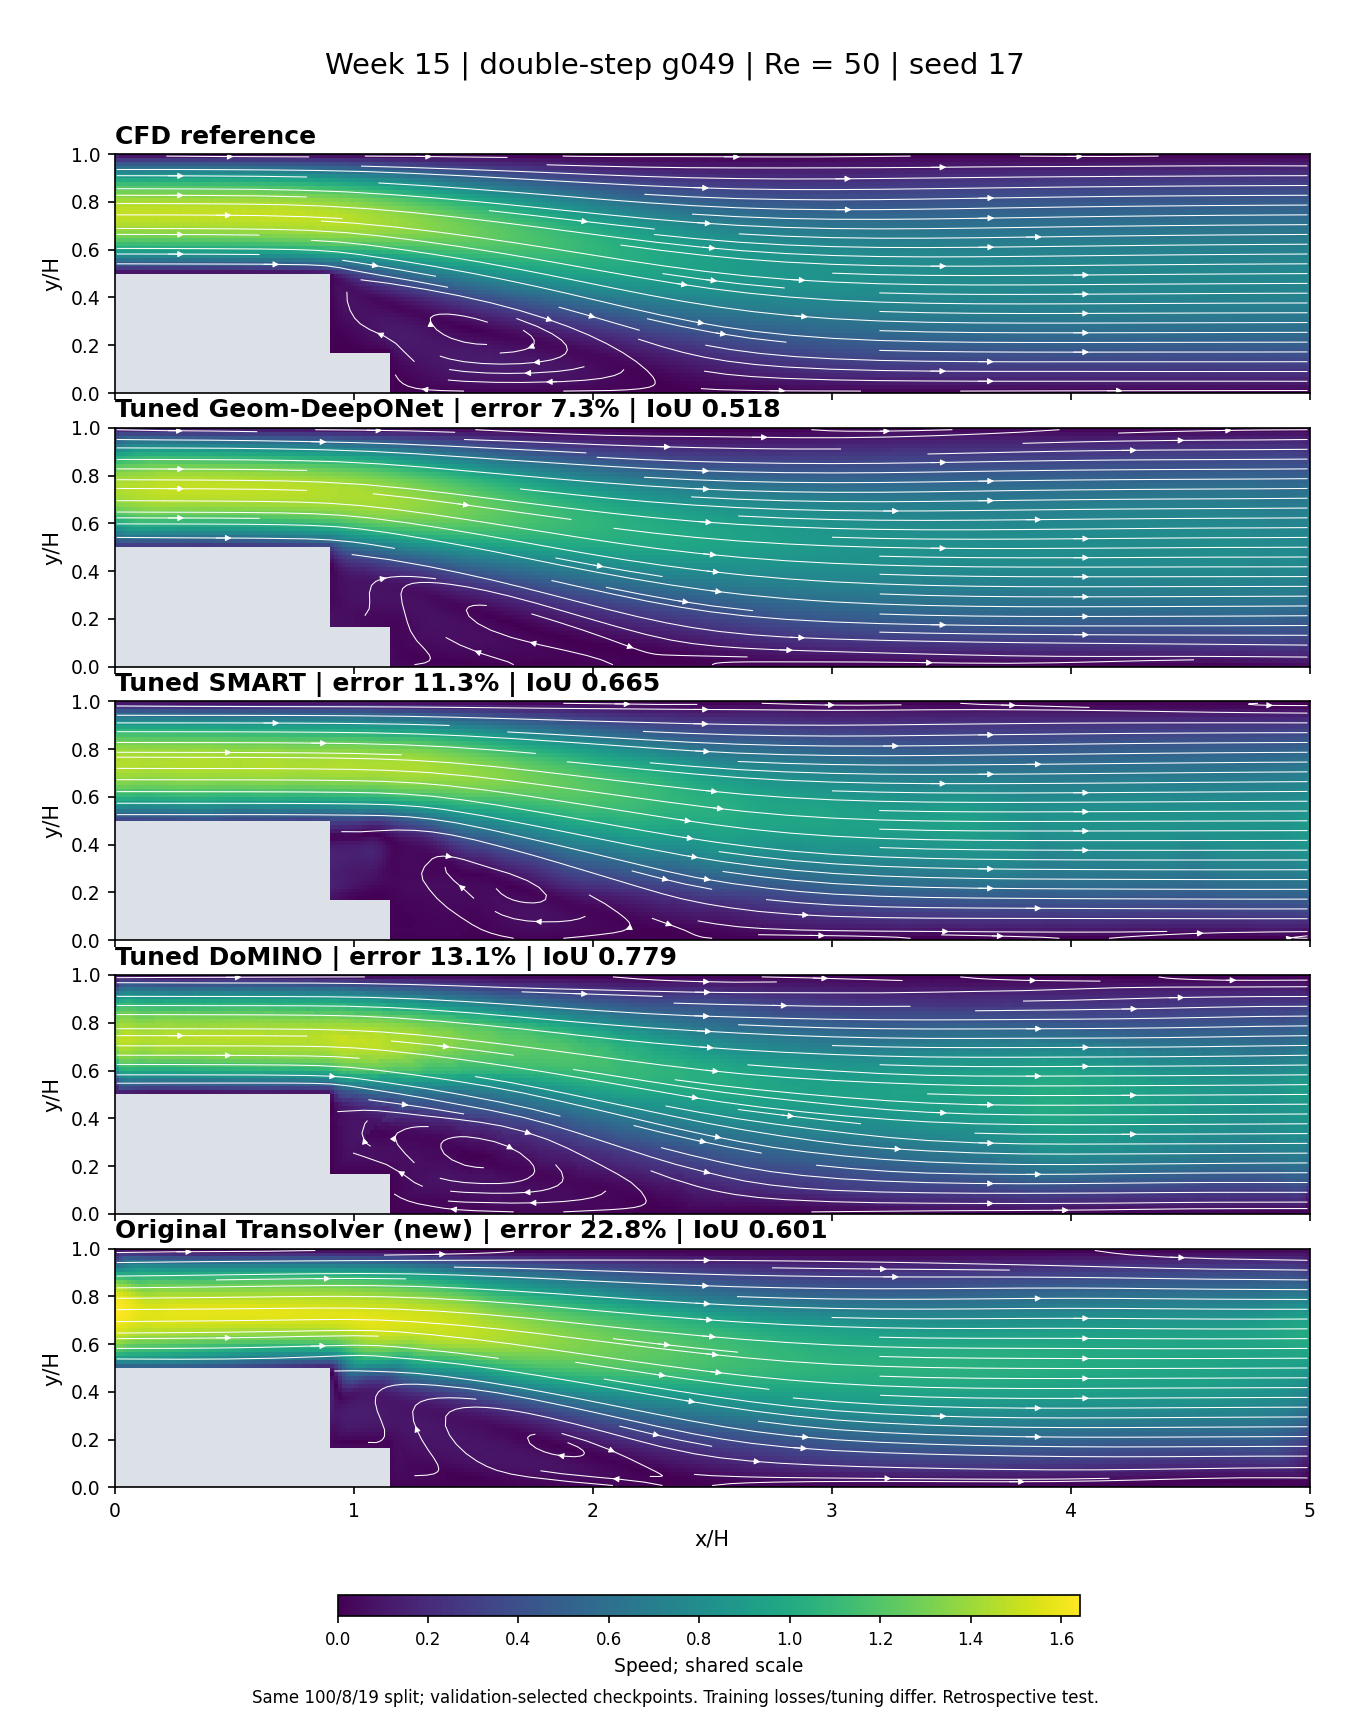 Week 15 | double-step g049 | Re = 50 | seed 17
CFD reference
1.0
0.8
0.6
0.4
0.2
0.0
y/H
Tuned Geom-DeepONet | error 7.3% | IoU 0.518
1.0
0.8
0.6
0.4
0.2
0.0
y/H
Tuned SMART | error 11.3% | IoU 0.665
1.0
0.8
0.6
0.4
0.2
0.0
y/H
Tuned DoMINO | error 13.1% | IoU 0.779
1.0
0.8
0.6
0.4
0.2
0.0
y/H
Original Transolver (new) | error 22.8% | IoU 0.601
1.0
0.8
0.6
0.4
0.2
0.0
y/H
0 1 2 3 4 5
x/H
0.0 0.2 0.4 0.6 0.8 1.0 1.2 1.4 1.6
Speed; shared scale
Same 100/8/19 split; validation-selected checkpoints. Training losses/tuning differ. Retrospective test.